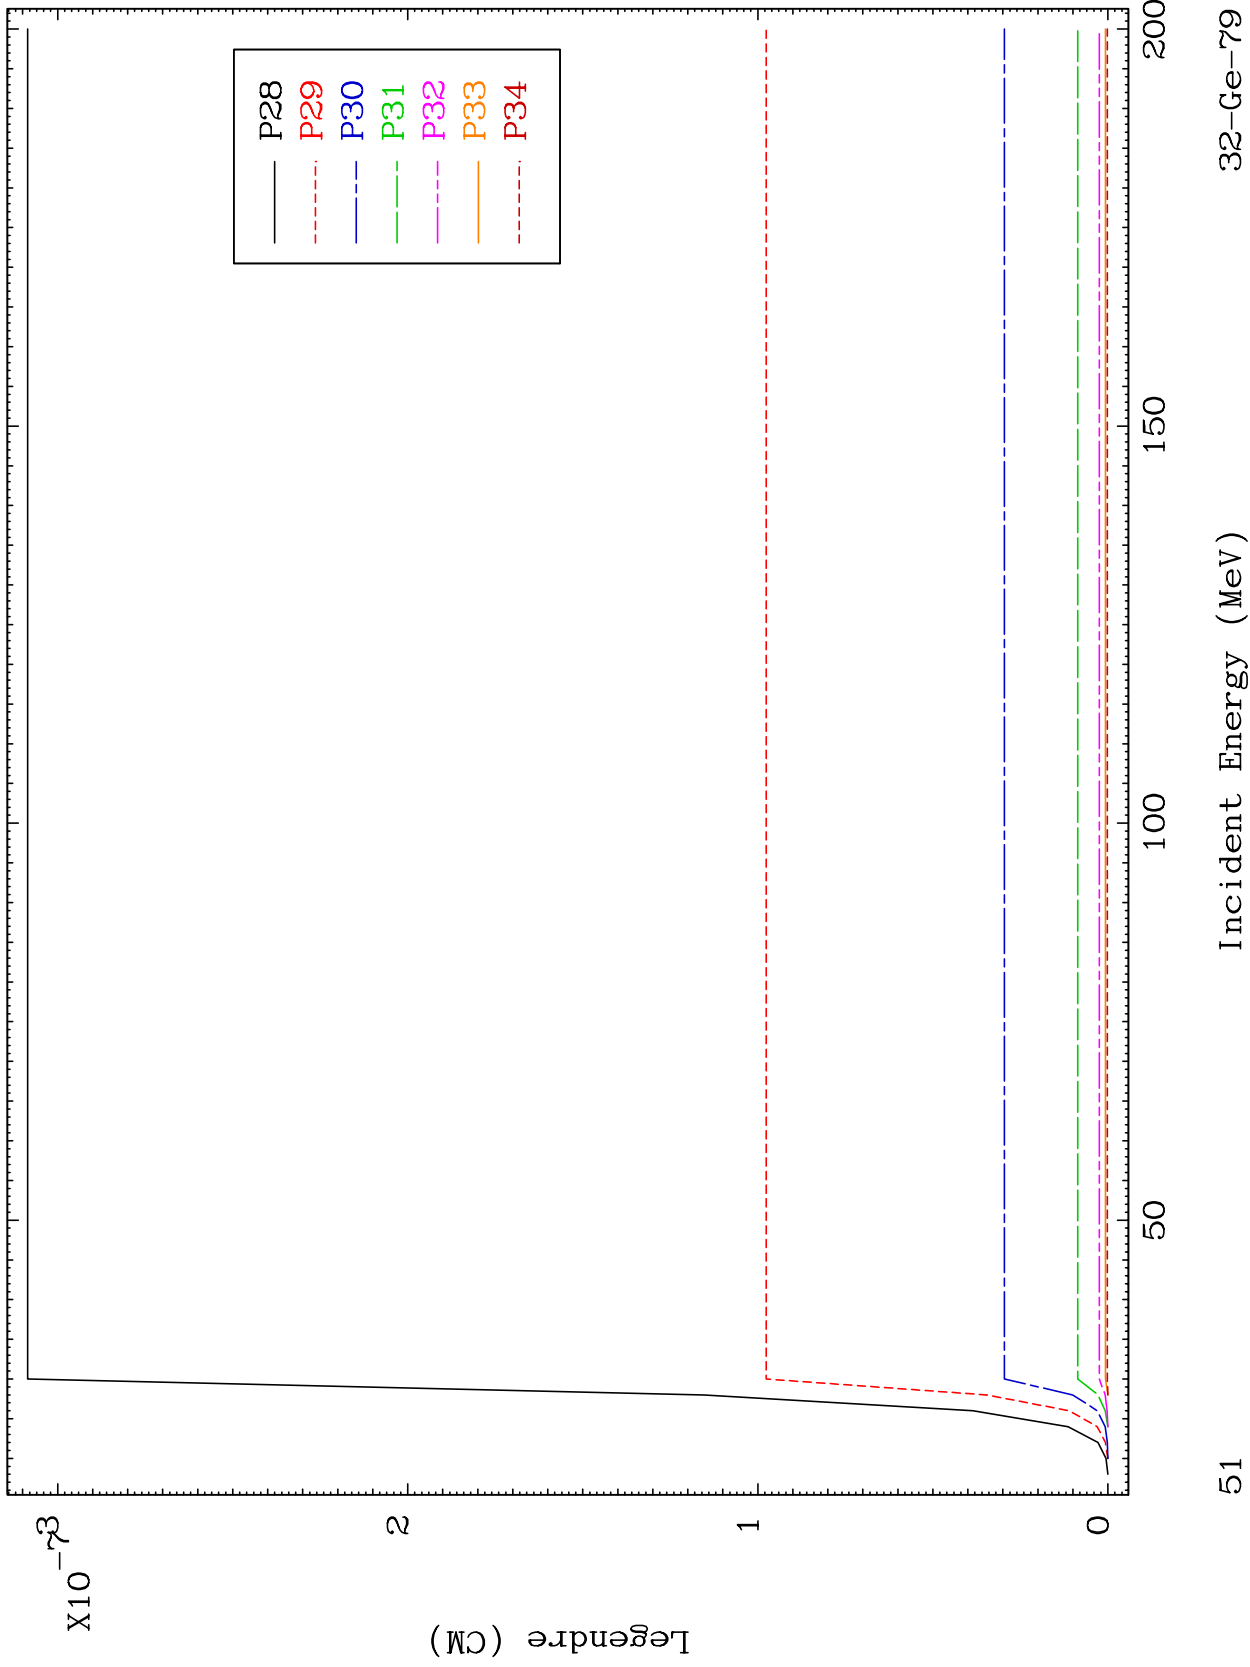 X10⁻⁷
3
2
1
0
Legendre (CM)
P28
P29
P30
P31
P32
P33
P34
50
100
150
200
Incident Energy (MeV)
51
32-Ge-79